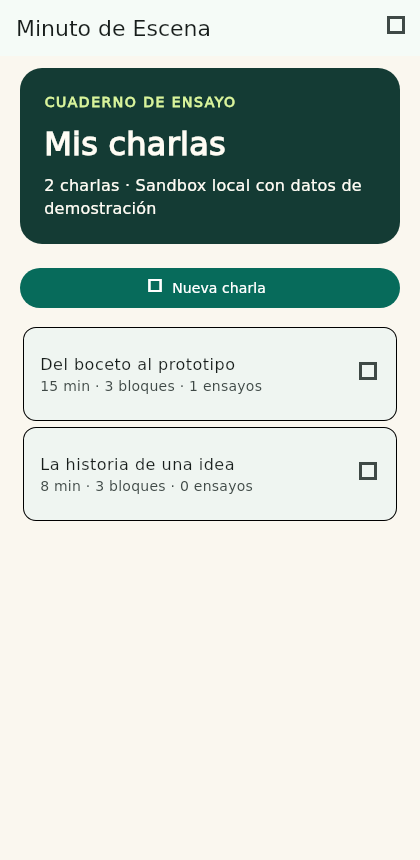 Minuto de Escena
CUADERNO DE ENSAYO
Mis charlas
2 charlas · Sandbox local con datos de
demostración
Nueva charla
Del boceto al prototipo
15 min · 3 bloques · 1 ensayos
La historia de una idea
8 min · 3 bloques · 0 ensayos